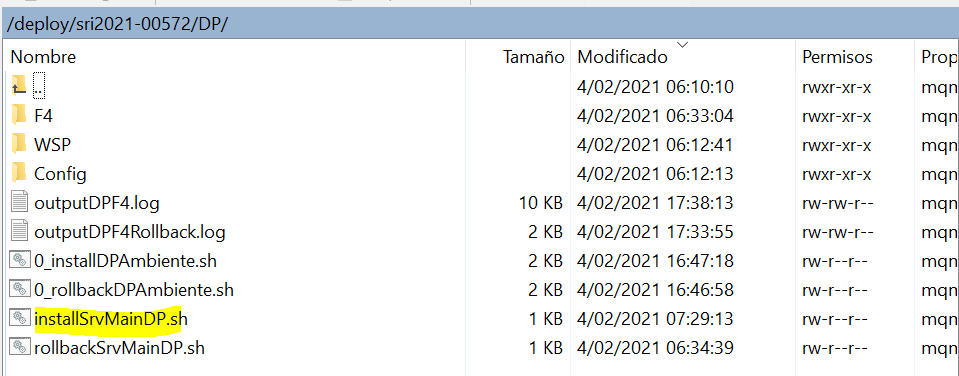 /deploy/sri2021-00572/DP/
Nombre Tamaño Modificado Permisos Prop
.. 4/02/2021 06:10:10 rwxr-xr-x mqn
F4 4/02/2021 06:33:04 rwxr-xr-x mqn
WSP 4/02/2021 06:12:41 rwxr-xr-x mqn
Config 4/02/2021 06:12:13 rwxr-xr-x mqn
outputDPF4.log 10 KB 4/02/2021 17:38:13 rw-rw-r-- mqn
outputDPF4Rollback.log 2 KB 4/02/2021 17:33:55 rw-rw-r-- mqn
0_installDPAmbiente.sh 2 KB 4/02/2021 16:47:18 rw-r--r-- mqn
0_rollbackDPAmbiente.sh 2 KB 4/02/2021 16:46:58 rw-r--r-- mqn
installSrvMainDP.sh 1 KB 4/02/2021 07:29:13 rw-r--r-- mqn
rollbackSrvMainDP.sh 1 KB 4/02/2021 06:34:39 rw-r--r-- mqn